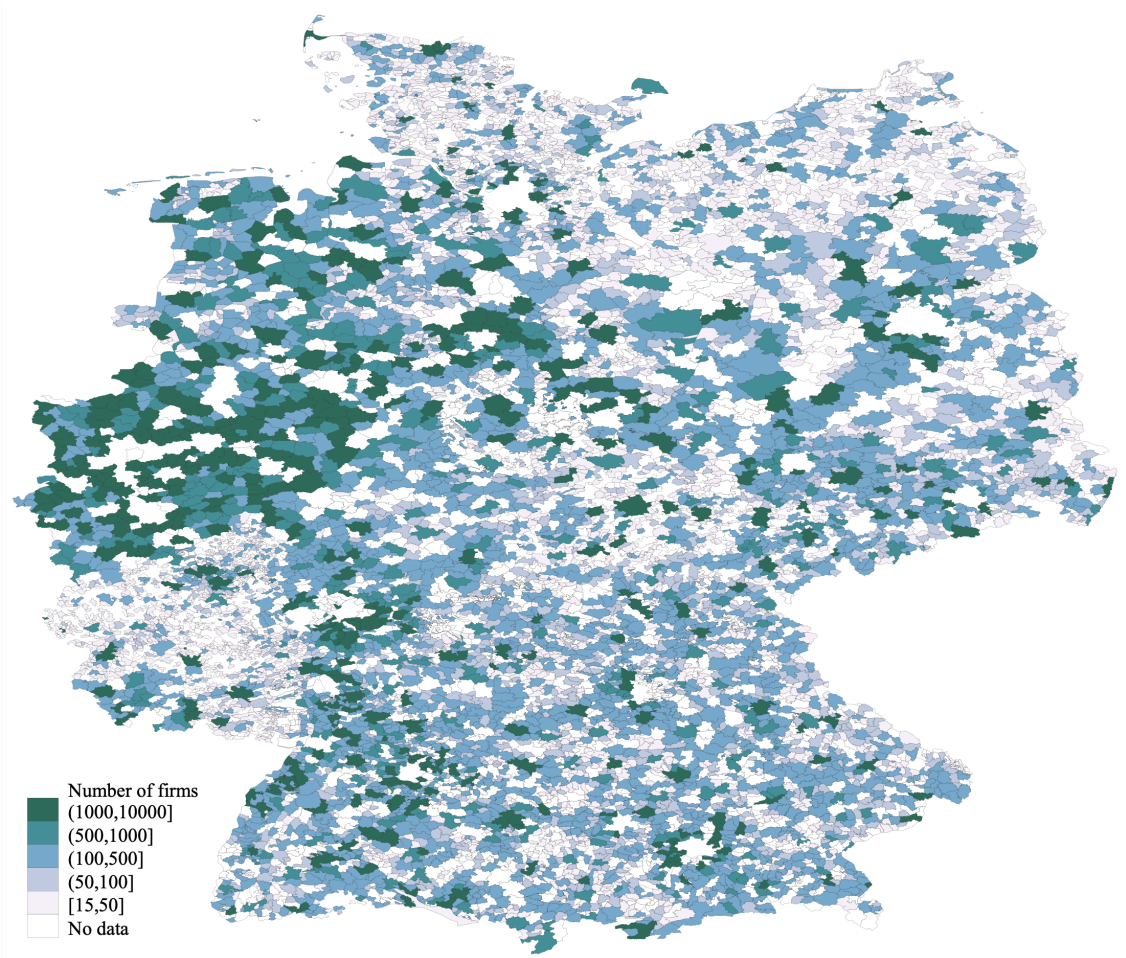 Number of firms
(1000,10000]
(500,1000]
(100,500]
(50,100]
[15,50]
No data